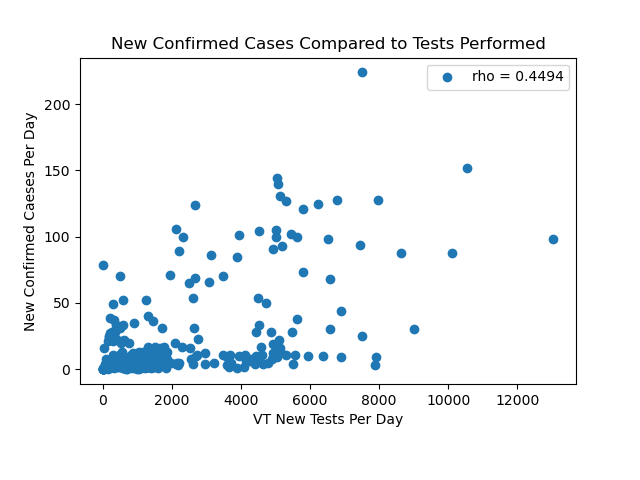 New Confirmed Cases Compared to Tests Performed
rho = 0.4494
New Confirmed Caeses Per Day
200
150
100
50
0
0 2000 4000 6000 8000 10000 12000
VT New Tests Per Day